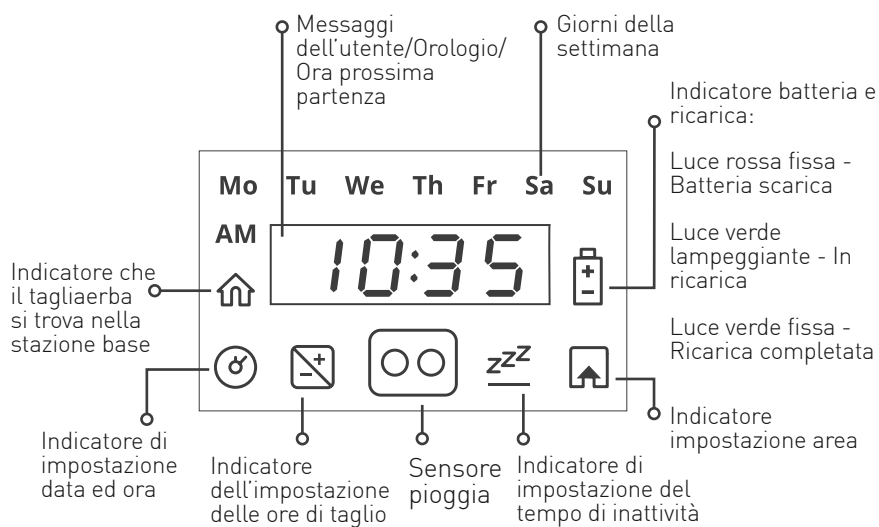 Messaggi
dell'utente/Orologio/
Ora prossima
partenza
Giorni della
settimana
Indicatore batteria e
ricarica:
Luce rossa fissa -
Batteria scarica
Luce verde
lampeggiante - In
ricarica
Luce verde fissa -
Ricarica completata
Mo Tu We Th Fr Sa Su
AM
10:35
Indicatore che
il tagliaerba
si trova nella
stazione base
zzz
Indicatore di
impostazione
data ed ora
Indicatore
dell'impostazione
delle ore di taglio
Sensore
pioggia
Indicatore di
impostazione del
tempo di inattività
Indicatore
impostazione area